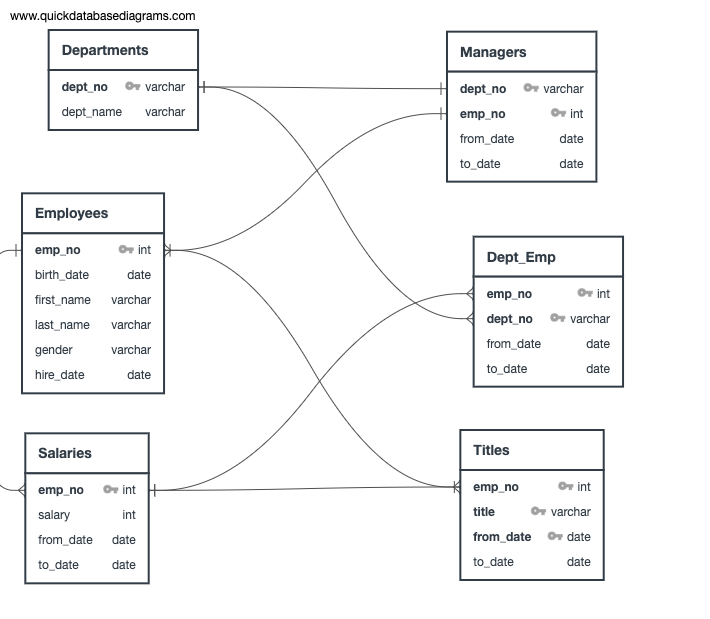 www.quickdatabasediagrams.com
Departments
dept_no varchar
dept_name varchar
Managers
dept_no varchar
emp_no int
from_date date
to_date date
Employees
emp_no int
birth_date date
first_name varchar
last_name varchar
gender varchar
hire_date date
Dept_Emp
emp_no int
dept_no varchar
from_date date
to_date date
Salaries
emp_no int
salary int
from_date date
to_date date
Titles
emp_no int
title varchar
from_date date
to_date date